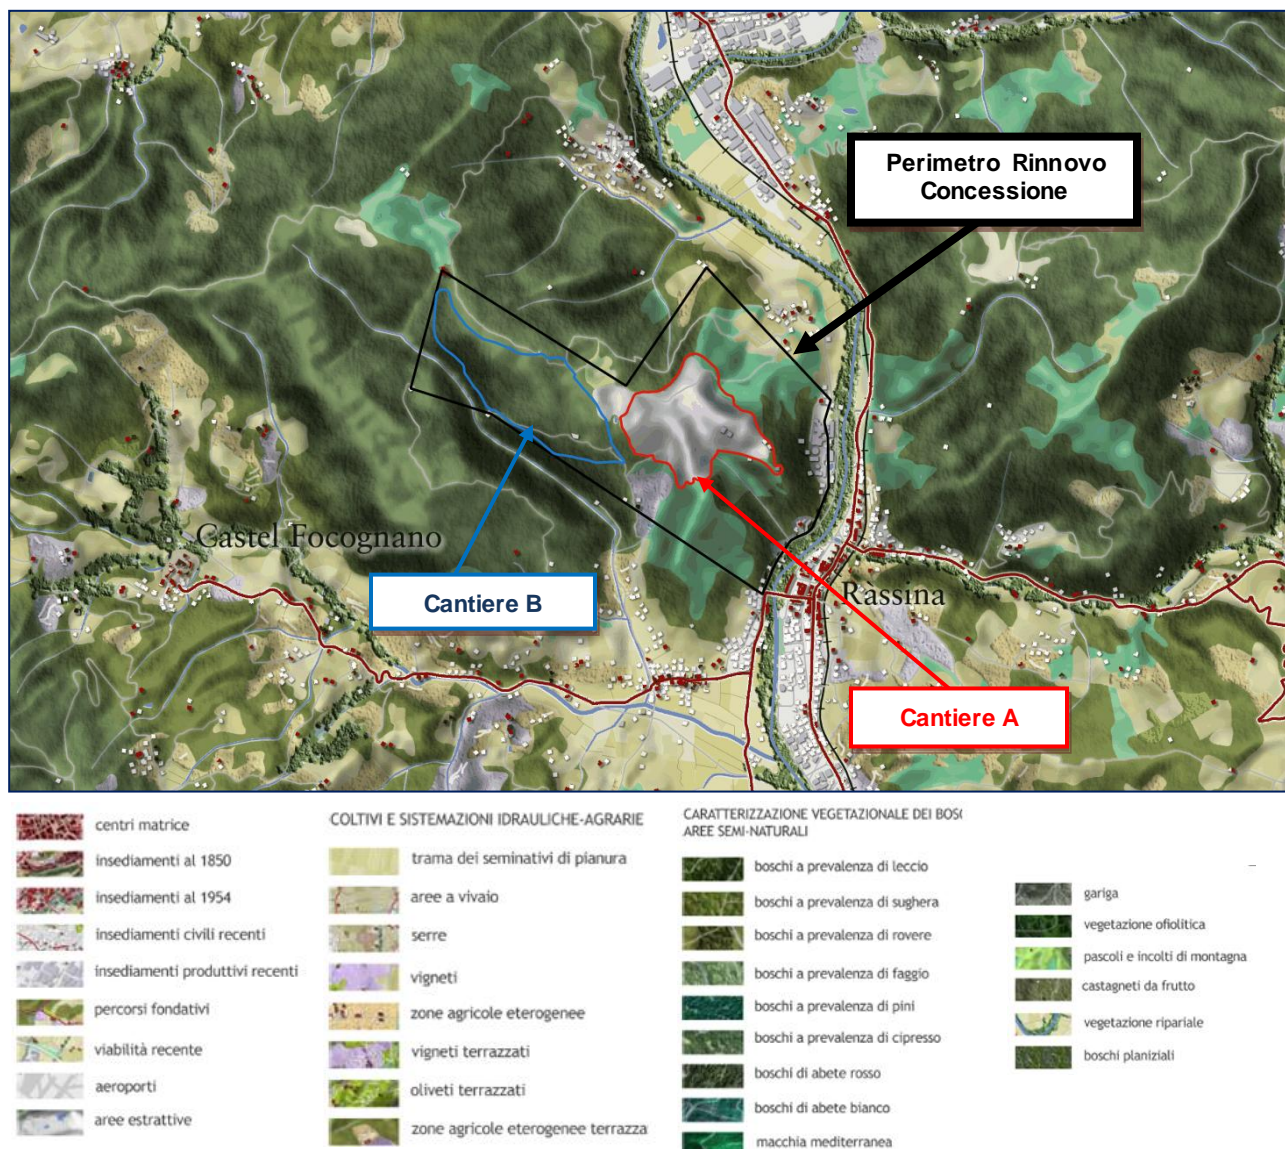 Perimetro Rinnovo
Concessione
Castel Focognano
Cantiere B
Rassina
Cantiere A
centri matrice
insediamenti al 1850
insediamenti al 1954
insediamenti civili recenti
insediamenti produttivi recenti
percorsi fondativi
viabilità recente
aeroporti
aree estrattive
COLTIVI E SISTEMAZIONI IDRAULICHE-AGRARIE
trama dei seminativi di pianura
aree a vivaio
serre
vigneti
zone agricole eterogenee
vigneti terrazzati
oliveti terrazzati
zone agricole eterogenee terrazza
CARATTERIZZAZIONE VEGETAZIONALE DEI BOSC
AREE SEMI-NATURALI
boschi a prevalenza di leccio
boschi a prevalenza di sughera
boschi a prevalenza di rovere
boschi a prevalenza di faggio
boschi a prevalenza di pini
boschi a prevalenza di cipresso
boschi di abete rosso
boschi di abete bianco
macchia mediterranea
gariga
vegetazione ofiolitica
pascoli e incolti di montagna
castagneti da frutto
vegetazione ripariale
boschi planiziali